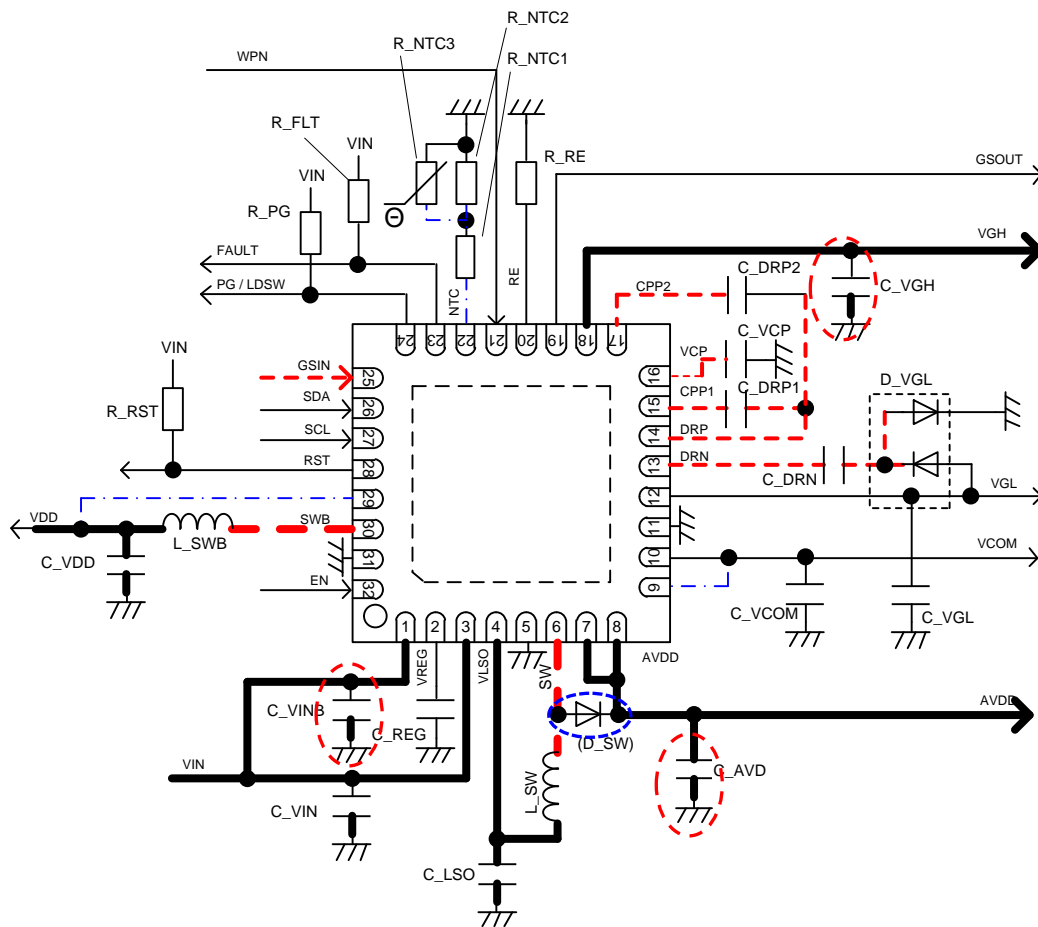 R_NTC2
R_NTC3
WPN
R_NTC1
R_FLT
VIN
R_RE
GSOUT
VIN
R_PG
Θ
FAULT
VGH
PG / LDSW
NTC
RE
CPP2
C_DRP2
C_VGH
24
23
22
21
20
19
18
17
VIN
GSIN
25
VCP
C_VCP
16
D_VGL
R_RST
SDA
26
CPP1
C_DRP1
15
SCL
27
DRP
14
RST
28
DRN
13
C_DRN
29
12
VGL
VDD
SWB
30
11
L_SWB
C_VDD
31
10
VCOM
EN
32
9
C_VCOM
C_VGL
1
2
3
4
5
6
7
8
AVDD
VREG
VLSO
SW
C_VINB
AVDD
C_REG
(D_SW)
VIN
L_SW
C_AVD
C_VIN
C_LSO